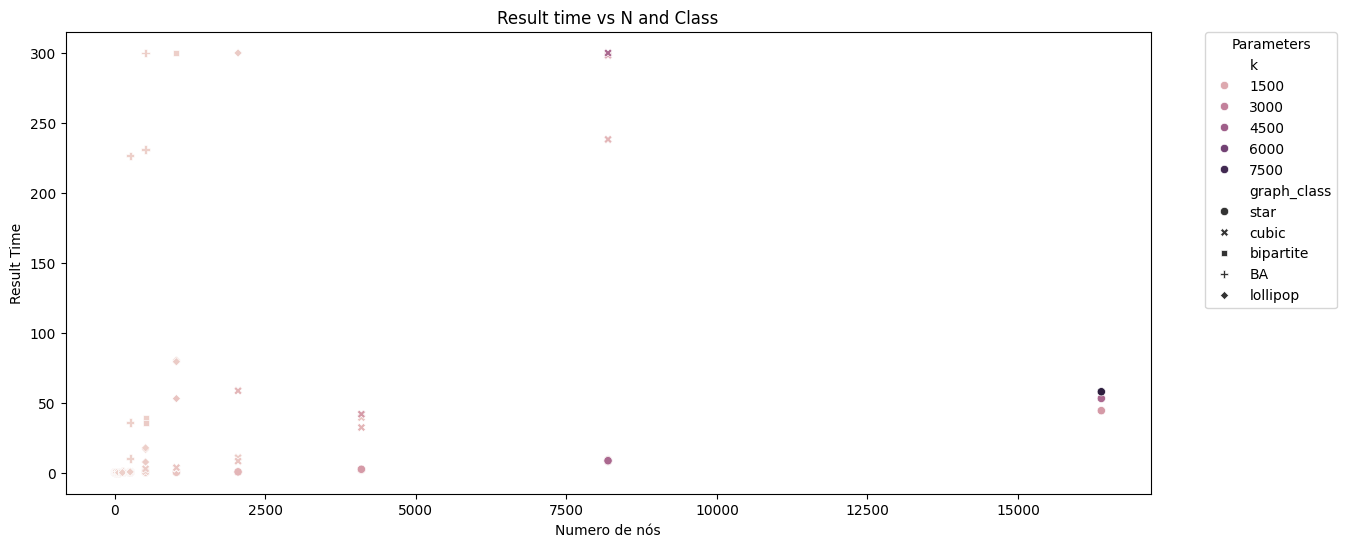 Result time vs N and Class
Result Time
300
250
200
150
100
50
0
0
2500
5000
7500
10000
12500
15000
Numero de nós
Parameters
k
1500
3000
4500
6000
7500
graph_class
star
cubic
bipartite
BA
lollipop